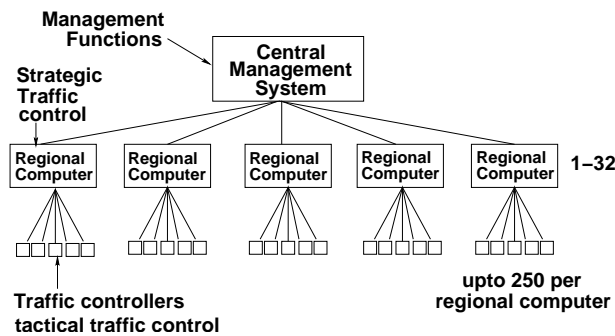 Management
Functions
Central
Management
System
Strategic
Traffic
control
Regional
Computer
Regional
Computer
Regional
Computer
Regional
Computer
Regional
Computer
1–32
upto 250 per
regional computer
Traffic controllers
tactical traffic control